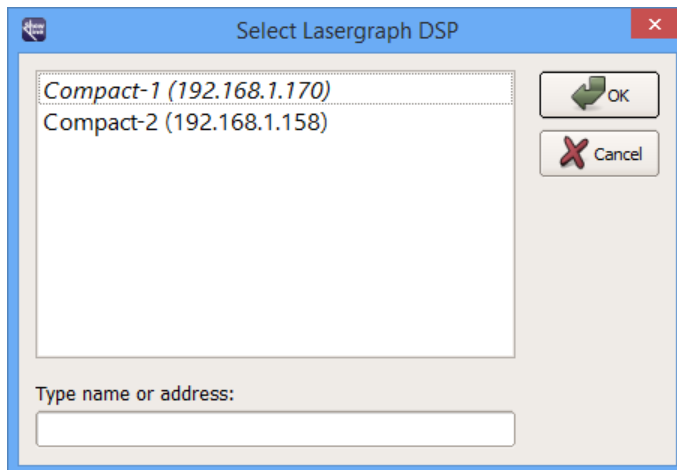 Select Lasergraph DSP
Compact-1 (192.168.1.170)
Compact-2 (192.168.1.158)
OK
Cancel
Type name or address: